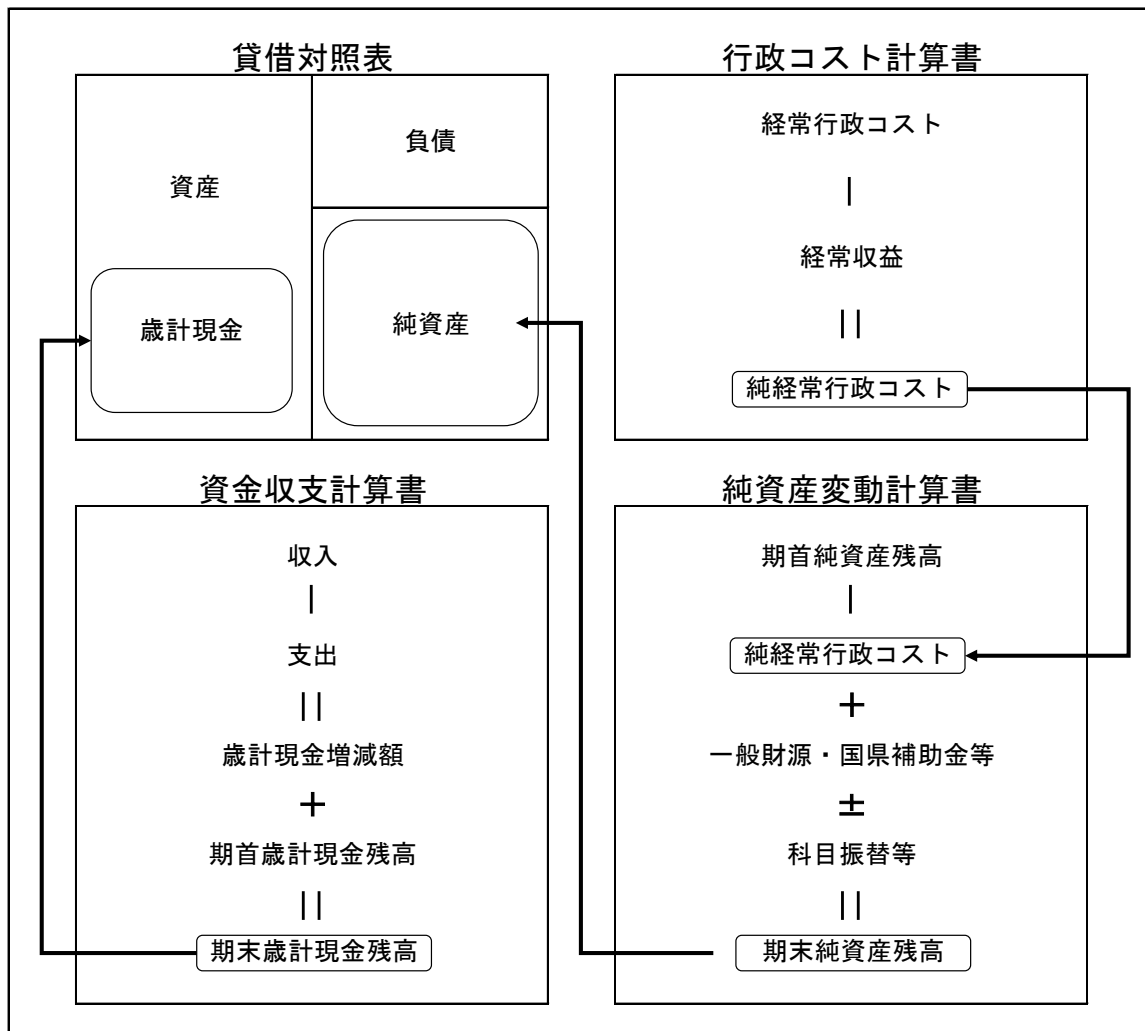 貸借対照表
資産
負債
歳計現金
純資産
行政コスト計算書
経常行政コスト
|
経常収益
||
純経常行政コスト
資金収支計算書
収入
|
支出
||
歳計現金増減額
＋
期首歳計現金残高
||
期末歳計現金残高
純資産変動計算書
期首純資産残高
|
純経常行政コスト
＋
一般財源・国県補助金等
±
科目振替等
||
期末純資産残高